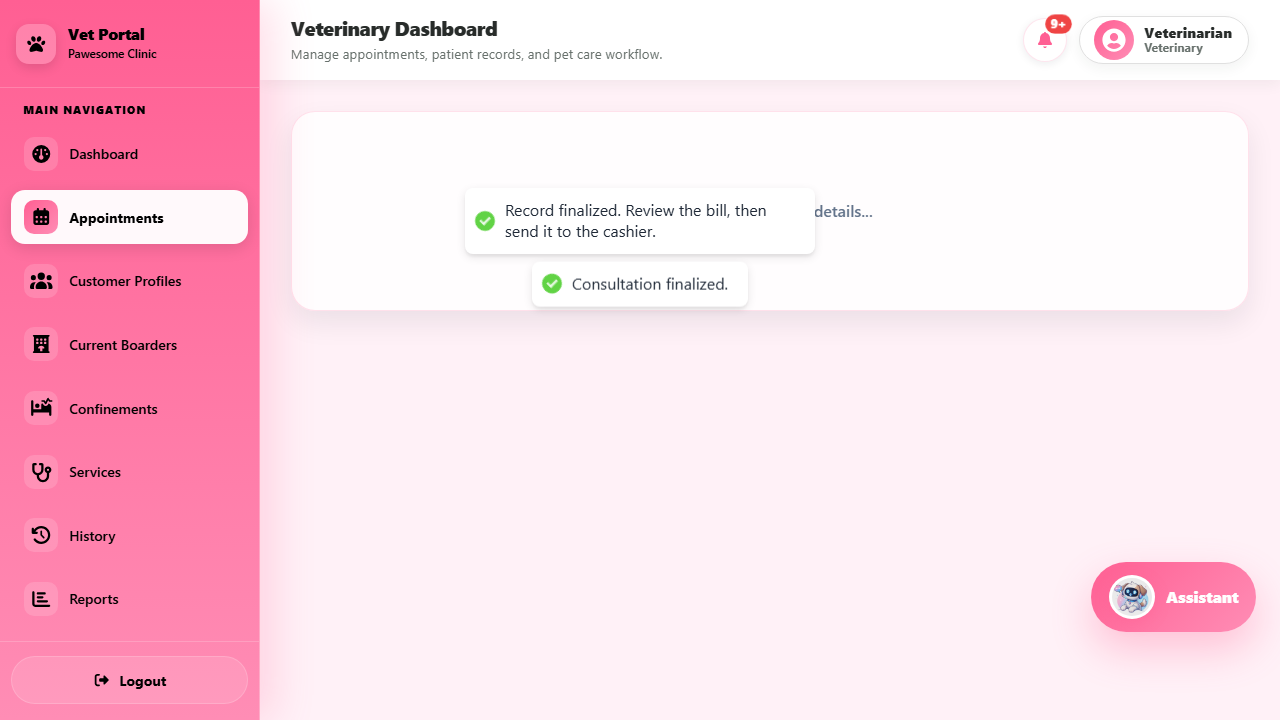 Vet Portal
Pawesome Clinic
MAIN NAVIGATION
Dashboard
Appointments
Customer Profiles
Current Boarders
Confinements
Services
History
Reports
Logout
Veterinary Dashboard
Manage appointments, patient records, and pet care workflow.
9+
Veterinarian
Veterinary
details...
Record finalized. Review the bill, then
send it to the cashier.
Consultation finalized.
Assistant